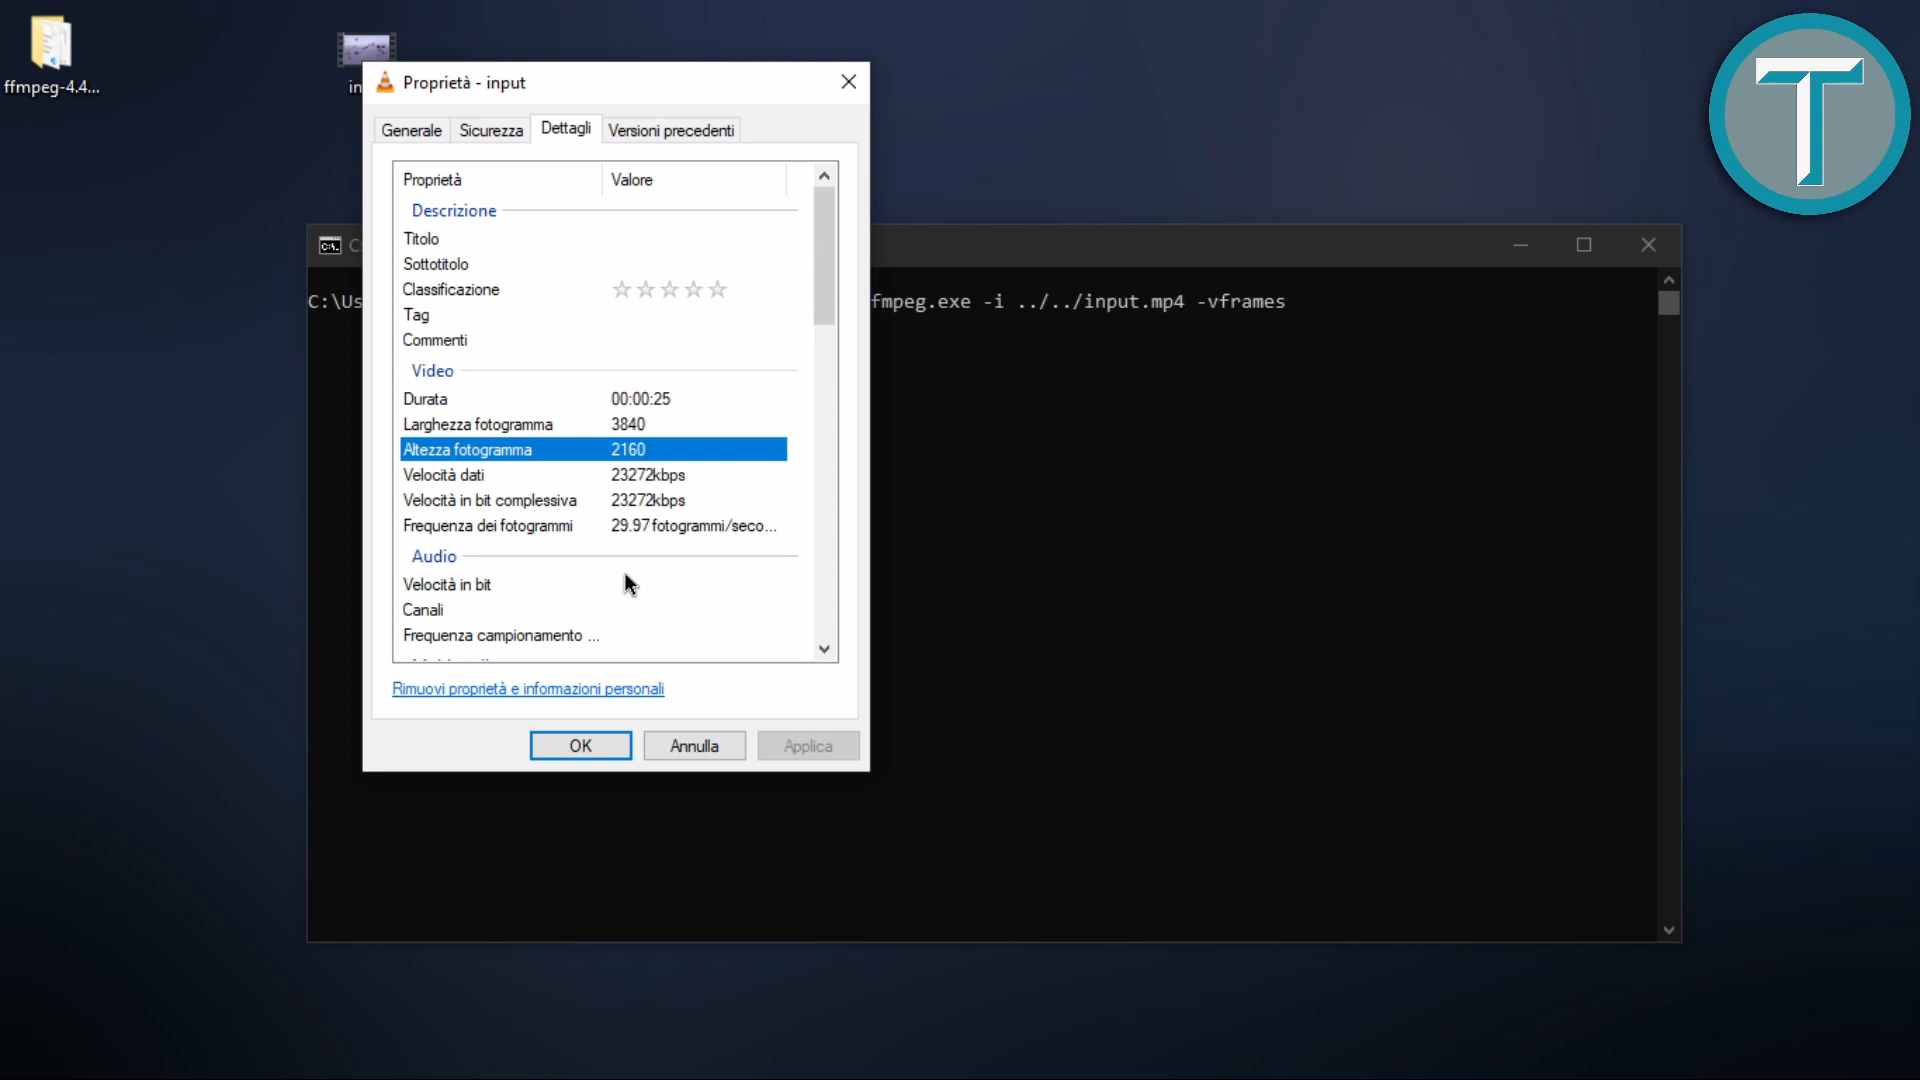 ffmpeg-4.4...
in
Proprietà - input
Generale
Sicurezza
Dettagli
Versioni precedenti
Proprietà
Valore
Descrizione
Titolo
Sottotitolo
Classificazione
Tag
Commenti
Video
Durata 00:00:25
Larghezza fotogramma 3840
Altezza fotogramma 2160
Velocità dati 23272kbps
Velocità in bit complessiva 23272kbps
Frequenza dei fotogrammi 29.97 fotogrammi/seco...
Audio
Velocità in bit
Canali
Frequenza campionamento ...
Rimuovi proprietà e informazioni personali
OK
Annulla
Applica
C:\Us
fmpeg.exe -i ../../input.mp4 -vframes
T